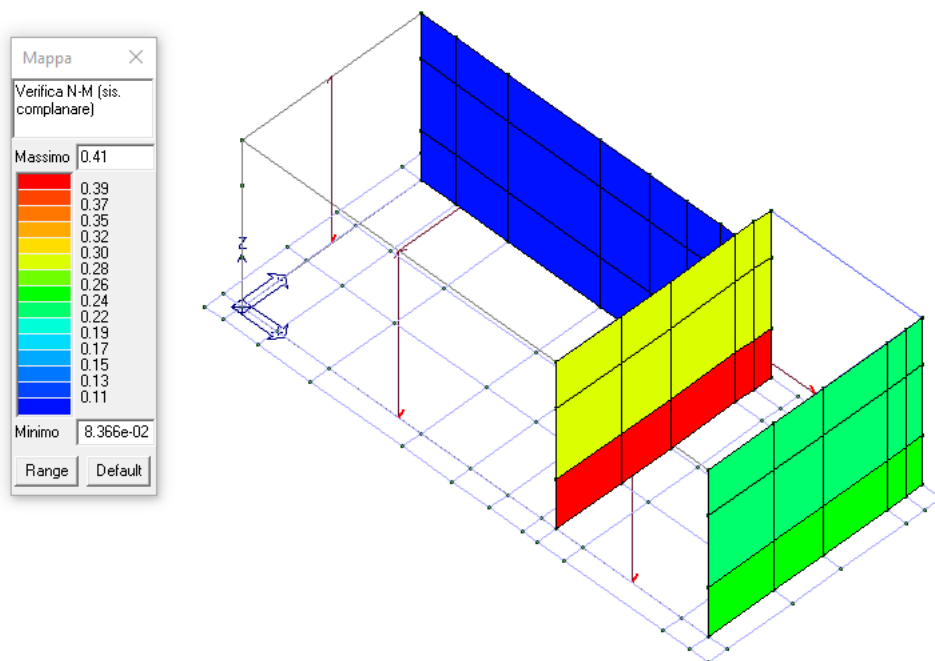 Mappa
Verifica N-M (sis.
complanare)
Massimo 0.41
0.39
0.37
0.35
0.32
0.30
0.28
0.26
0.24
0.22
0.19
0.17
0.15
0.13
0.11
Minimo 8.366e-02
Range Default
Z